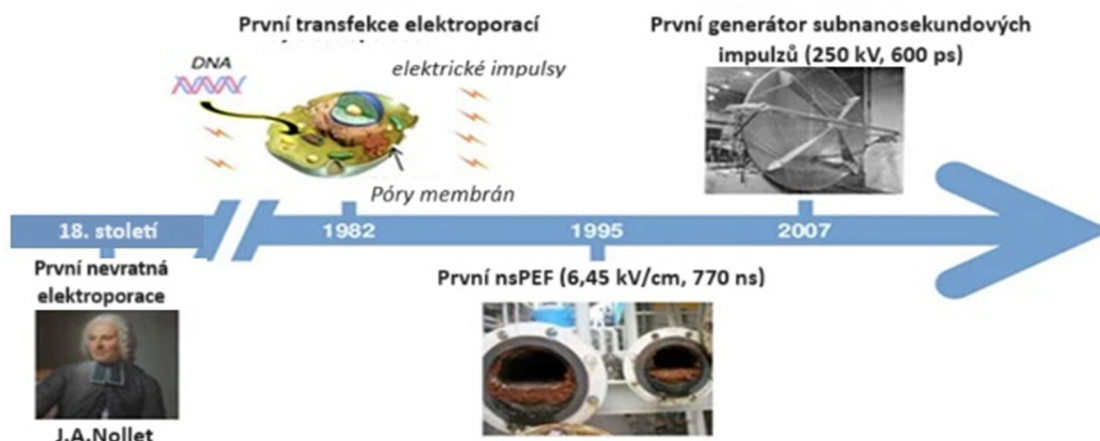 První transfekce elektroporací
DNA
elektrické impulsy
Póry membrán
První generátor subnanosekundových
impulzů (250 kV, 600 ps)
18. století
1982
1995
2007
První nevratná
elektroporace
J.A.Nollet
První nsPEF (6,45 kV/cm, 770 ns)